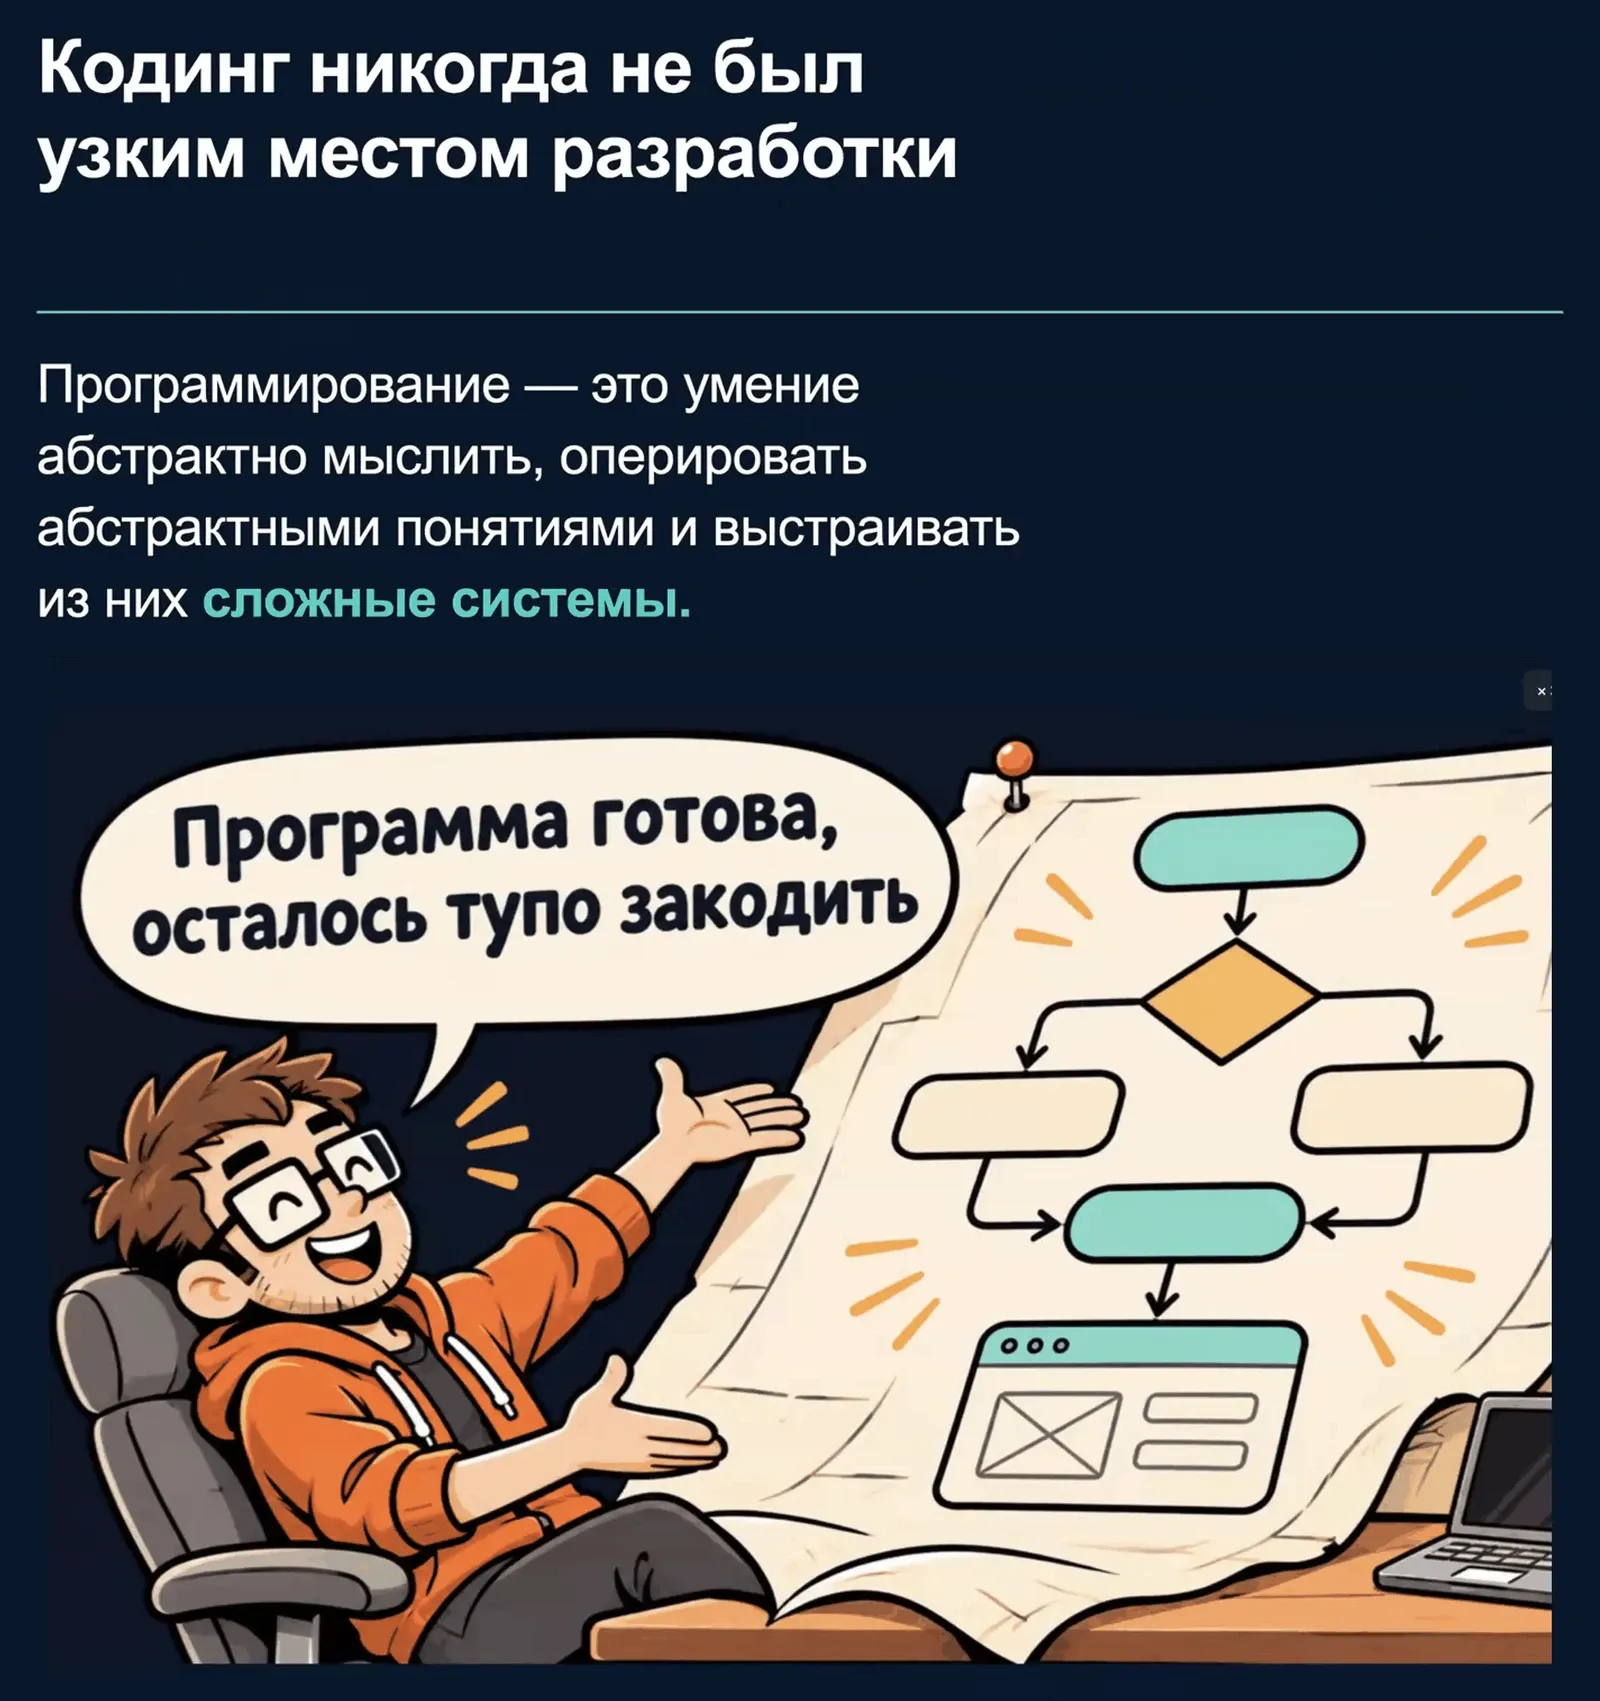 Кодинг никогда не был
узким местом разработки
Программирование — это умение
абстрактно мыслить, оперировать
абстрактными понятиями и выстраивать
из них сложные системы.
Программа готова,
осталось тупо закодить